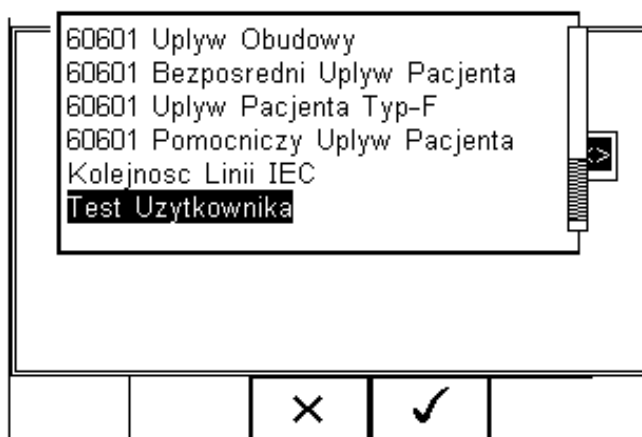 60601 Uplyw Obudowy
60601 Bezposredni Uplyw Pacjenta
60601 Uplyw Pacjenta Typ-F
60601 Pomocniczy Uplyw Pacjenta
Kolejnosc Linii IEC
Test Uzytkownika